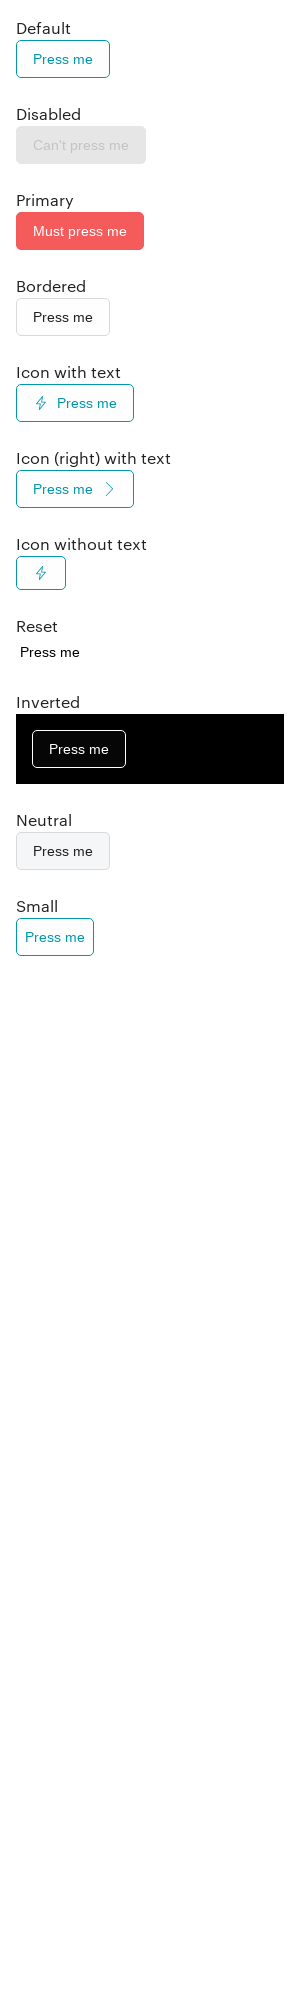 Default
Press me
Disabled
Can't press me
Primary
Must press me
Bordered
Press me
Icon with text
Press me
Icon (right) with text
Press me
Icon without text
Reset
Press me
Inverted
Press me
Neutral
Press me
Small
Press me